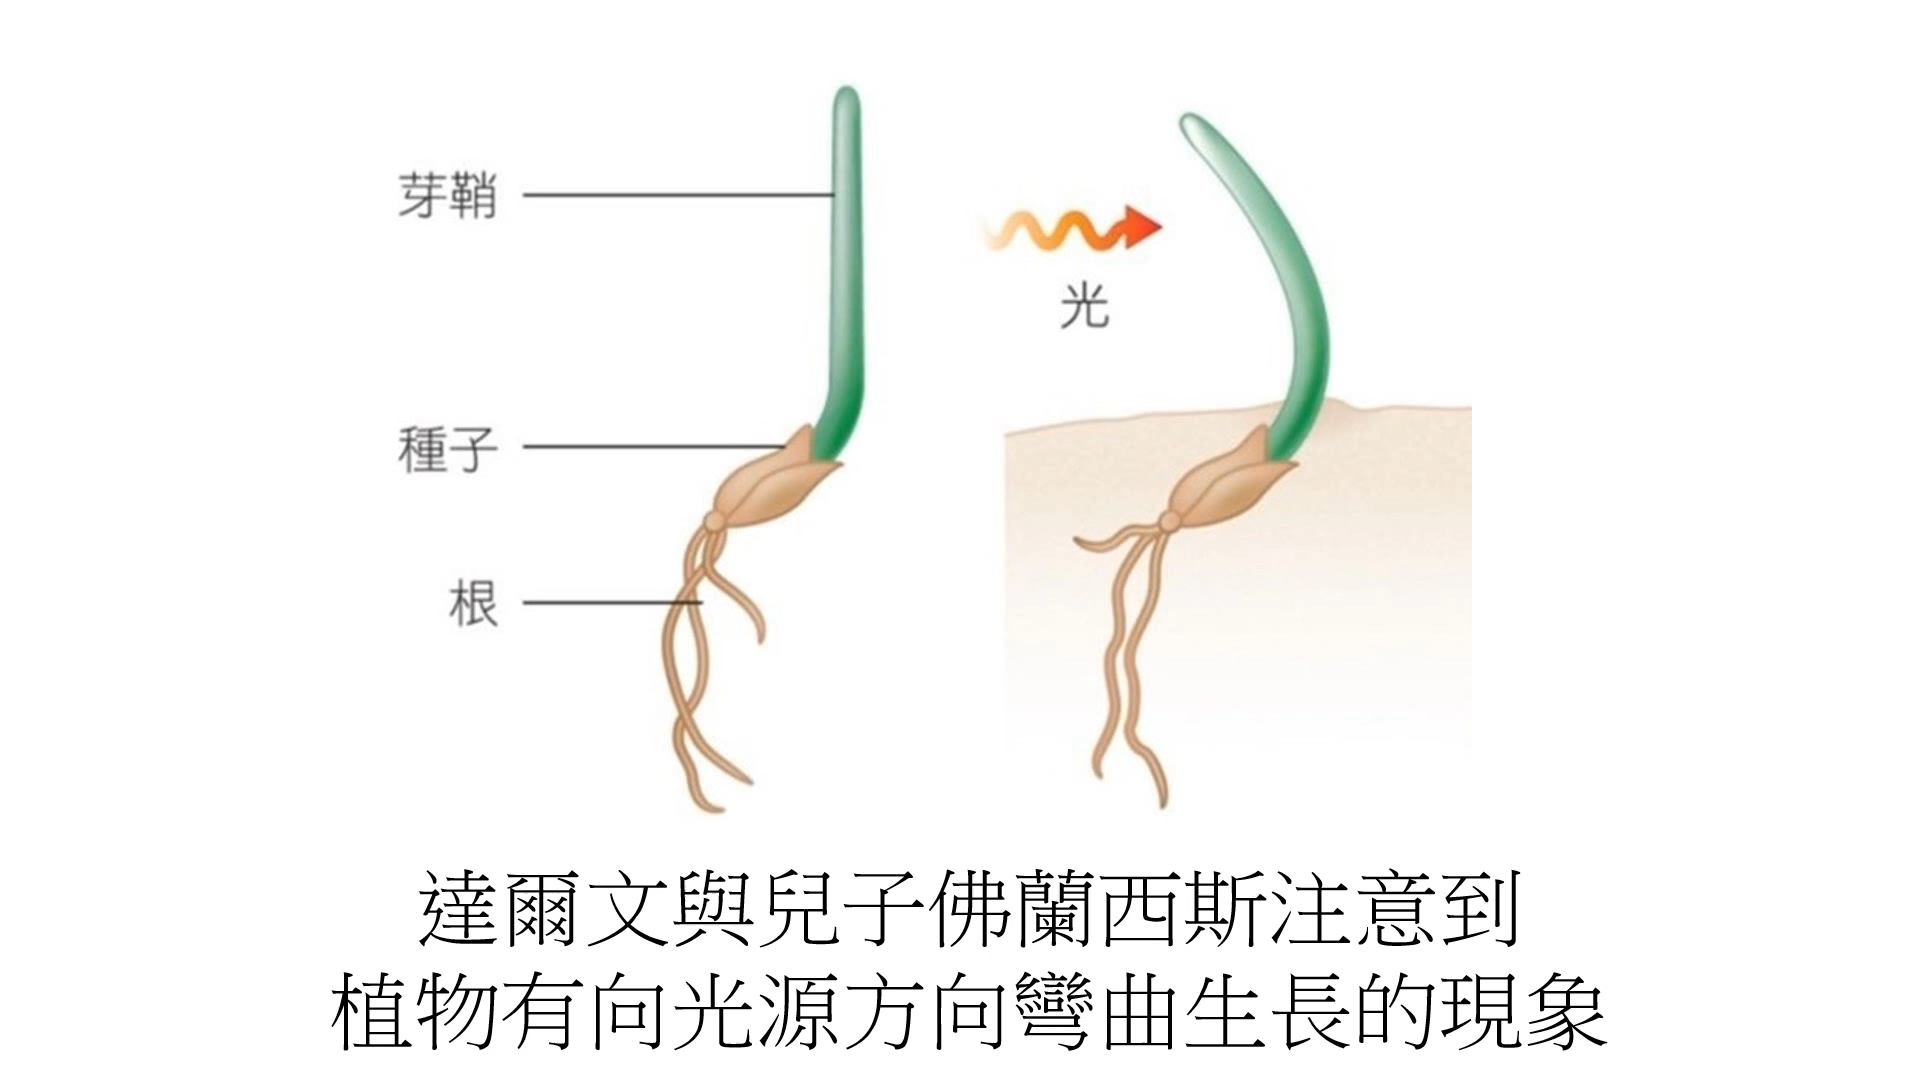 芽鞘
種子
根
光
達爾文與兒子佛蘭西斯注意到
植物有向光源方向彎曲生長的現象